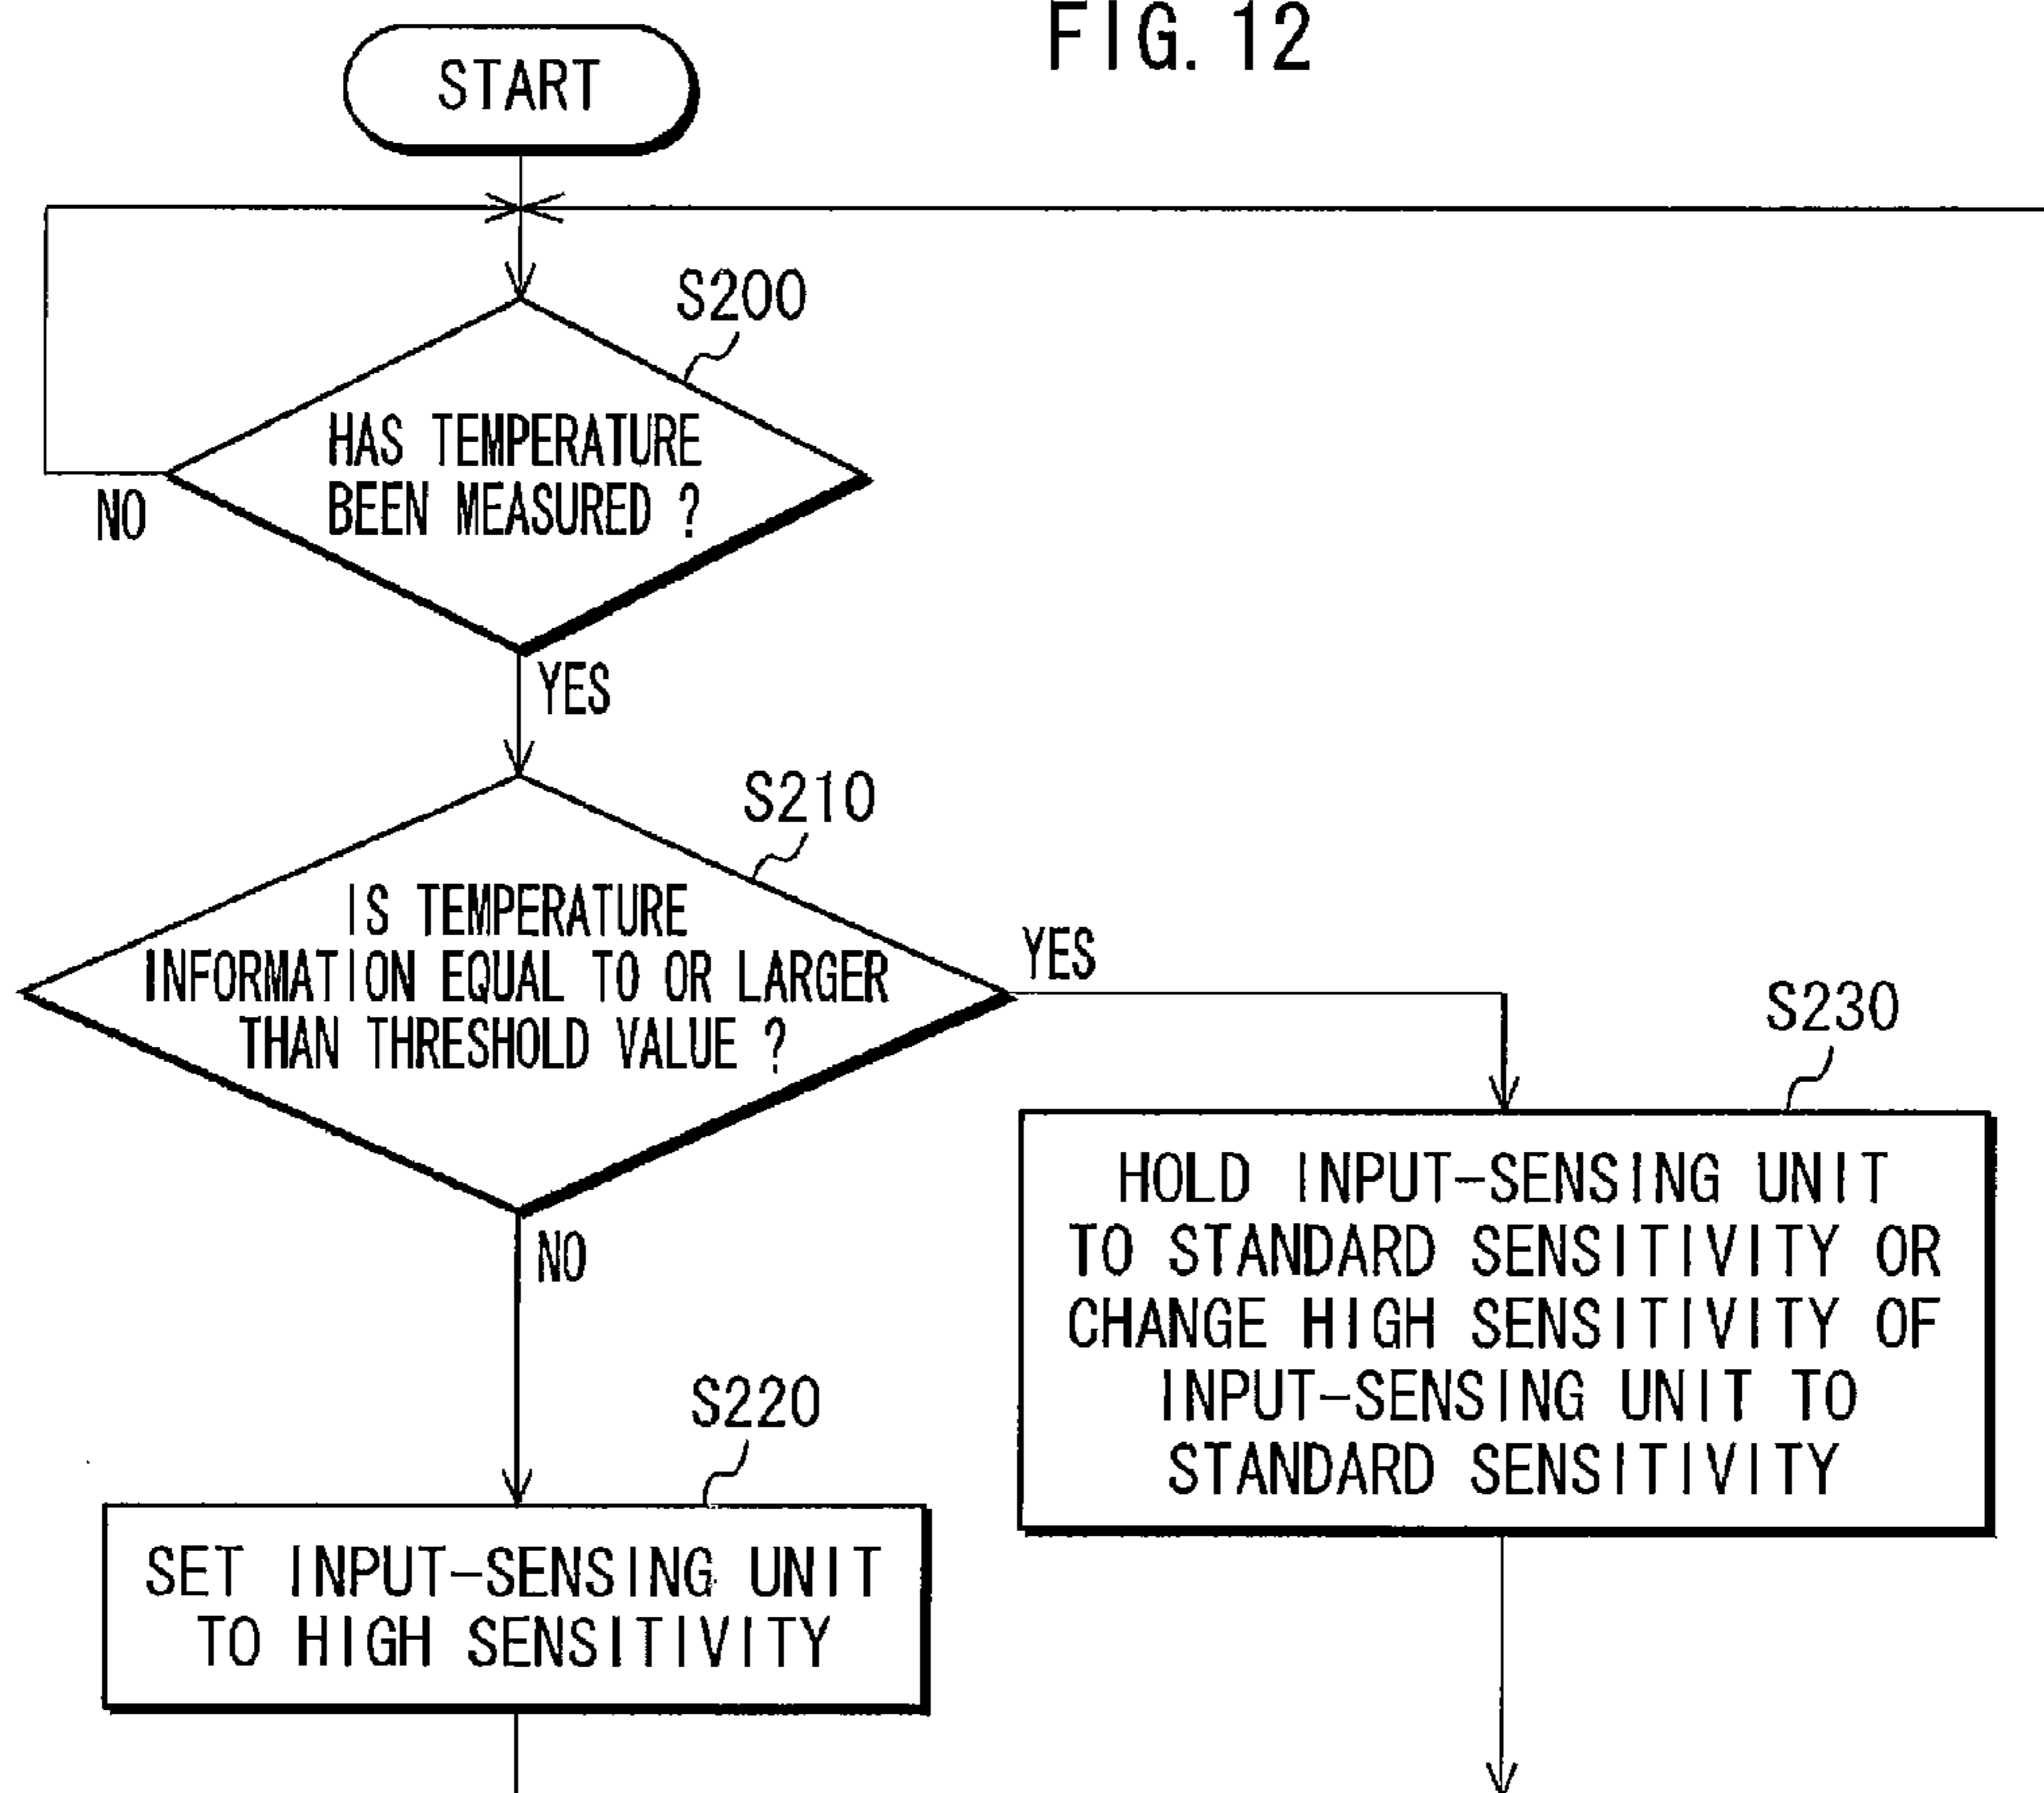 FIG. 12
START
S200
HAS TEMPERATURE
BEEN MEASURED ?
NO
YES
S210
IS TEMPERATURE
INFORMATION EQUAL TO OR LARGER
THAN THRESHOLD VALUE ?
YES
NO
S230
HOLD INPUT-SENSING UNIT
TO STANDARD SENSITIVITY OR
CHANGE HIGH SENSITIVITY OF
INPUT-SENSING UNIT TO
STANDARD SENSITIVITY
S220
SET INPUT-SENSING UNIT
TO HIGH SENSITIVITY